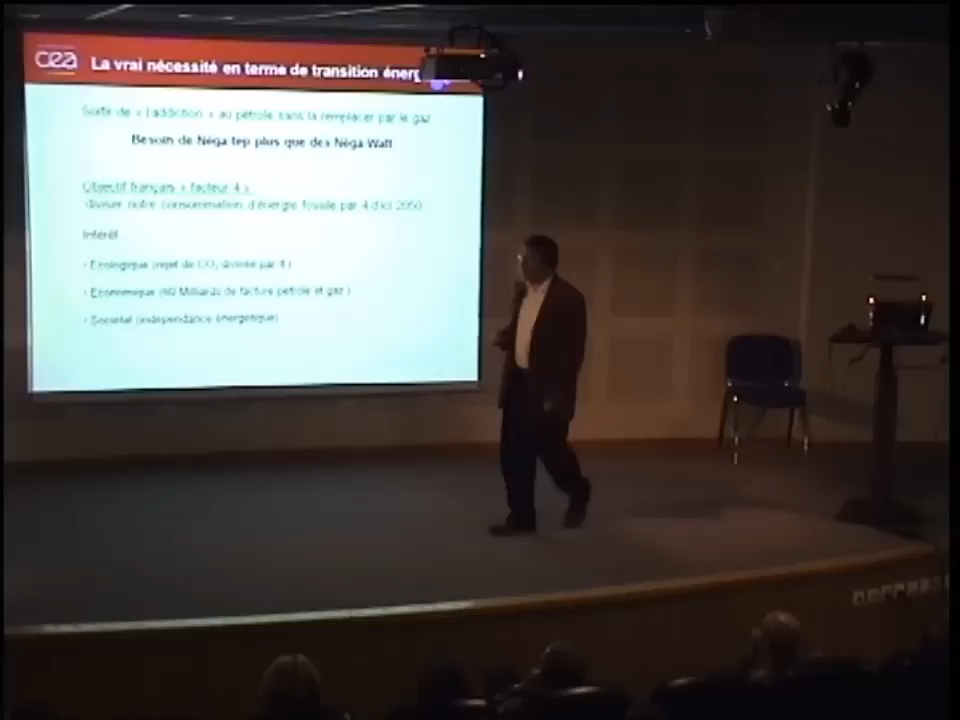 cea
La vrai nécessité en terme de transition énerg
Sortir de « l'addiction » au pétrole sans la remplacer par le gaz
Besoin de Néga tep plus que des Néga Watt
Objectif français « facteur 4 »
diviser notre consommation d'énergie fossile par 4 d'ici 2050
Intérêt
- Ecologique (rejet de CO2 divisée par 4)
- Economique (60 Milliards de facture pétrole et gaz)
- Sociétal (indépendance énergétique)